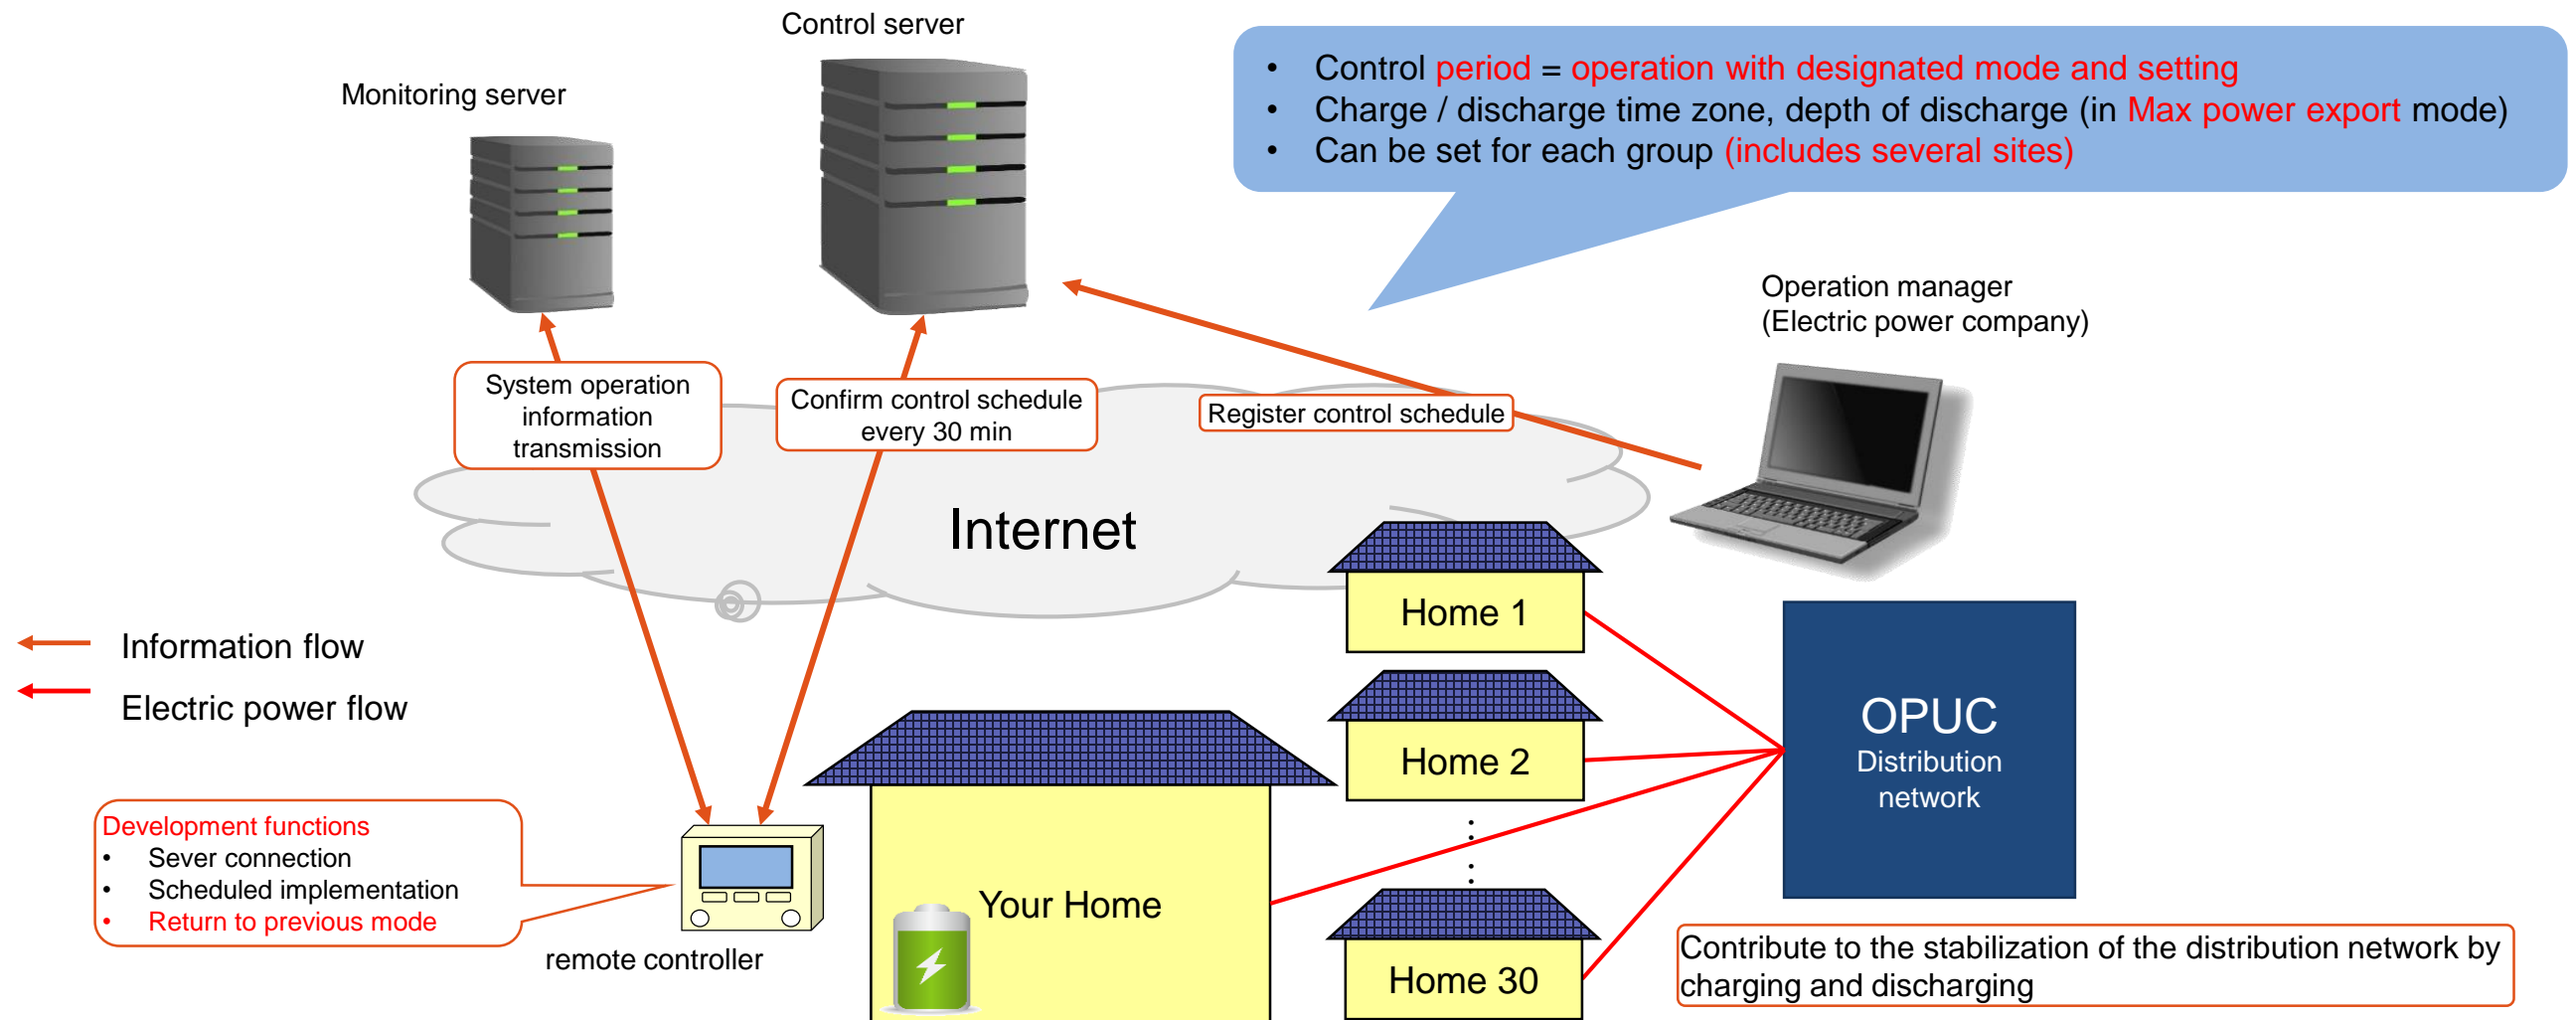 Control server
Monitoring server
• Control period = operation with designated mode and setting
• Charge / discharge time zone, depth of discharge (in Max power export mode)
• Can be set for each group (includes several sites)
Operation manager
(Electric power company)
System operation
information
transmission
Confirm control schedule
every 30 min
Register control schedule
Internet
Home 1
Information flow
Electric power flow
Home 2
OPUC
Distribution
network
Development functions
• Sever connection
• Scheduled implementation
• Return to previous mode
remote controller
Your Home
Home 30
Contribute to the stabilization of the distribution network by
charging and discharging